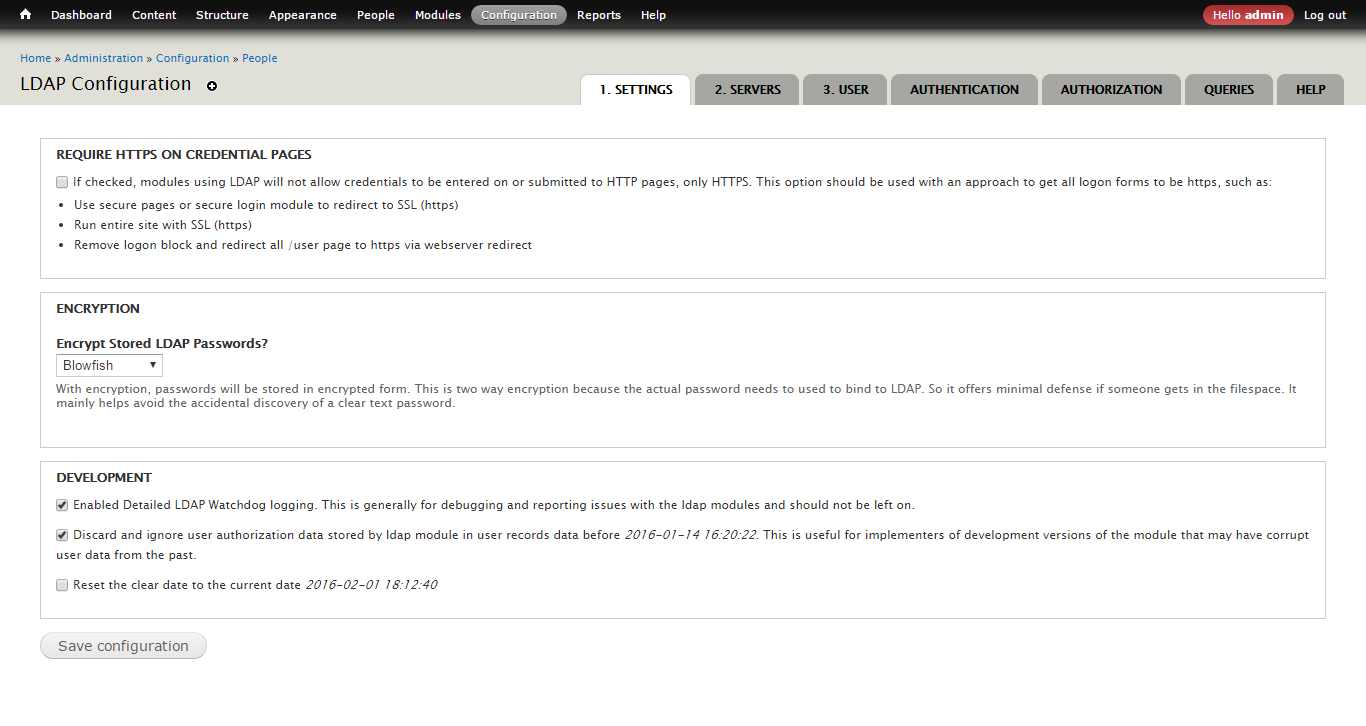 Dashboard Content Structure Appearance People Modules Configuration Reports Help Hello admin Log out
Home » Administration » Configuration » People
LDAP Configuration
1. SETTINGS 2. SERVERS 3. USER AUTHENTICATION AUTHORIZATION QUERIES HELP
REQUIRE HTTPS ON CREDENTIAL PAGES
If checked, modules using LDAP will not allow credentials to be entered on or submitted to HTTP pages, only HTTPS. This option should be used with an approach to get all logon forms to be https, such as:
• Use secure pages or secure login module to redirect to SSL (https)
• Run entire site with SSL (https)
• Remove logon block and redirect all /user page to https via webserver redirect
ENCRYPTION
Encrypt Stored LDAP Passwords?
Blowfish
With encryption, passwords will be stored in encrypted form. This is two way encryption because the actual password needs to used to bind to LDAP. So it offers minimal defense if someone gets in the filespace. It
mainly helps avoid the accidental discovery of a clear text password.
DEVELOPMENT
Enabled Detailed LDAP Watchdog logging. This is generally for debugging and reporting issues with the ldap modules and should not be left on.
Discard and ignore user authorization data stored by ldap module in user records data before 2016-01-14 16:20:22. This is useful for implementers of development versions of the module that may have corrupt
user data from the past.
Reset the clear date to the current date 2016-02-01 18:12:40
Save configuration